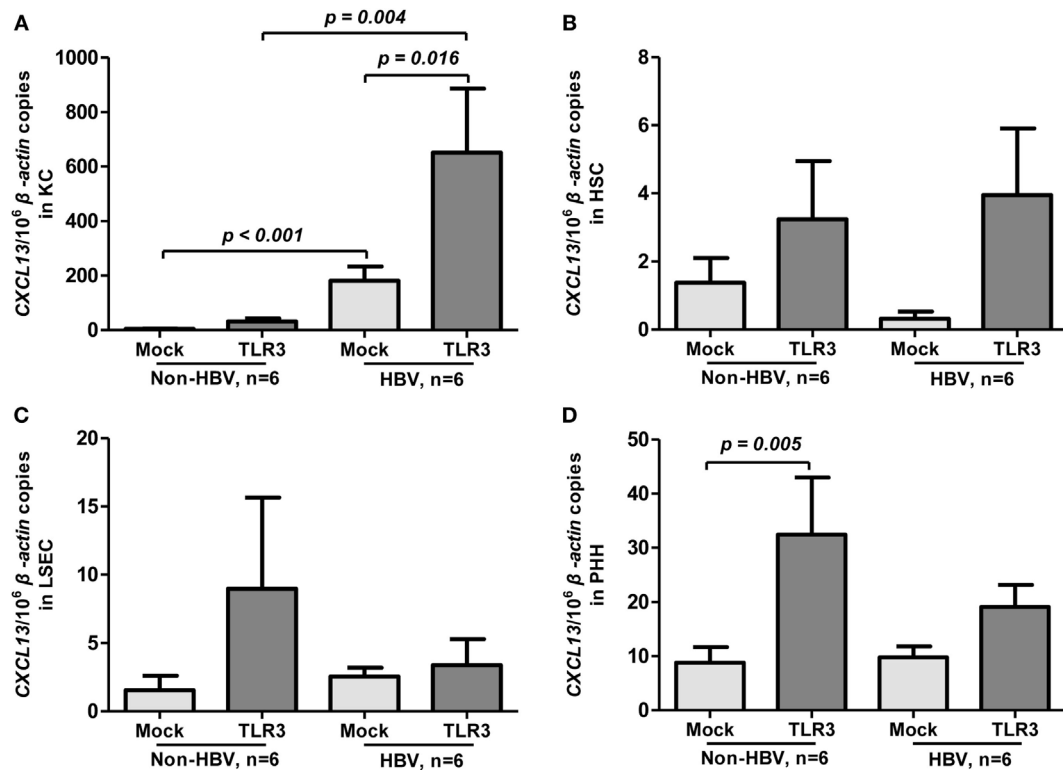 A
p = 0.004
p = 0.016
p < 0.001
CXCL13/10⁶ β -actin copies
in KC
1000
800
600
400
200
0
Mock TLR3 Mock TLR3
Non-HBV, n=6 HBV, n=6
B
CXCL13/10⁶ β -actin copies
in HSC
8
6
4
2
0
Mock TLR3 Mock TLR3
Non-HBV, n=6 HBV, n=6
C
CXCL13/10⁶ β -actin copies
in LSEC
20
15
10
5
0
Mock TLR3 Mock TLR3
Non-HBV, n=6 HBV, n=6
D
p = 0.005
CXCL13/10⁶ β -actin copies
in PHH
50
40
30
20
10
0
Mock TLR3 Mock TLR3
Non-HBV, n=6 HBV, n=6